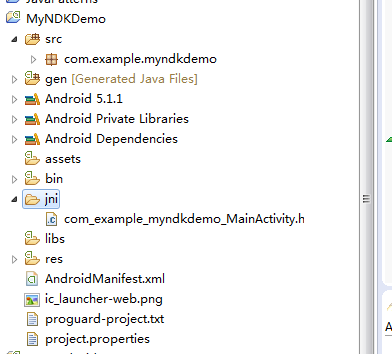 MyNDKDemo
src
com.example.myndkdemo
gen [Generated Java Files]
Android 5.1.1
Android Private Libraries
Android Dependencies
assets
bin
jni
com_example_myndkdemo_MainActivity.h
libs
res
AndroidManifest.xml
ic_launcher-web.png
proguard-project.txt
project.properties